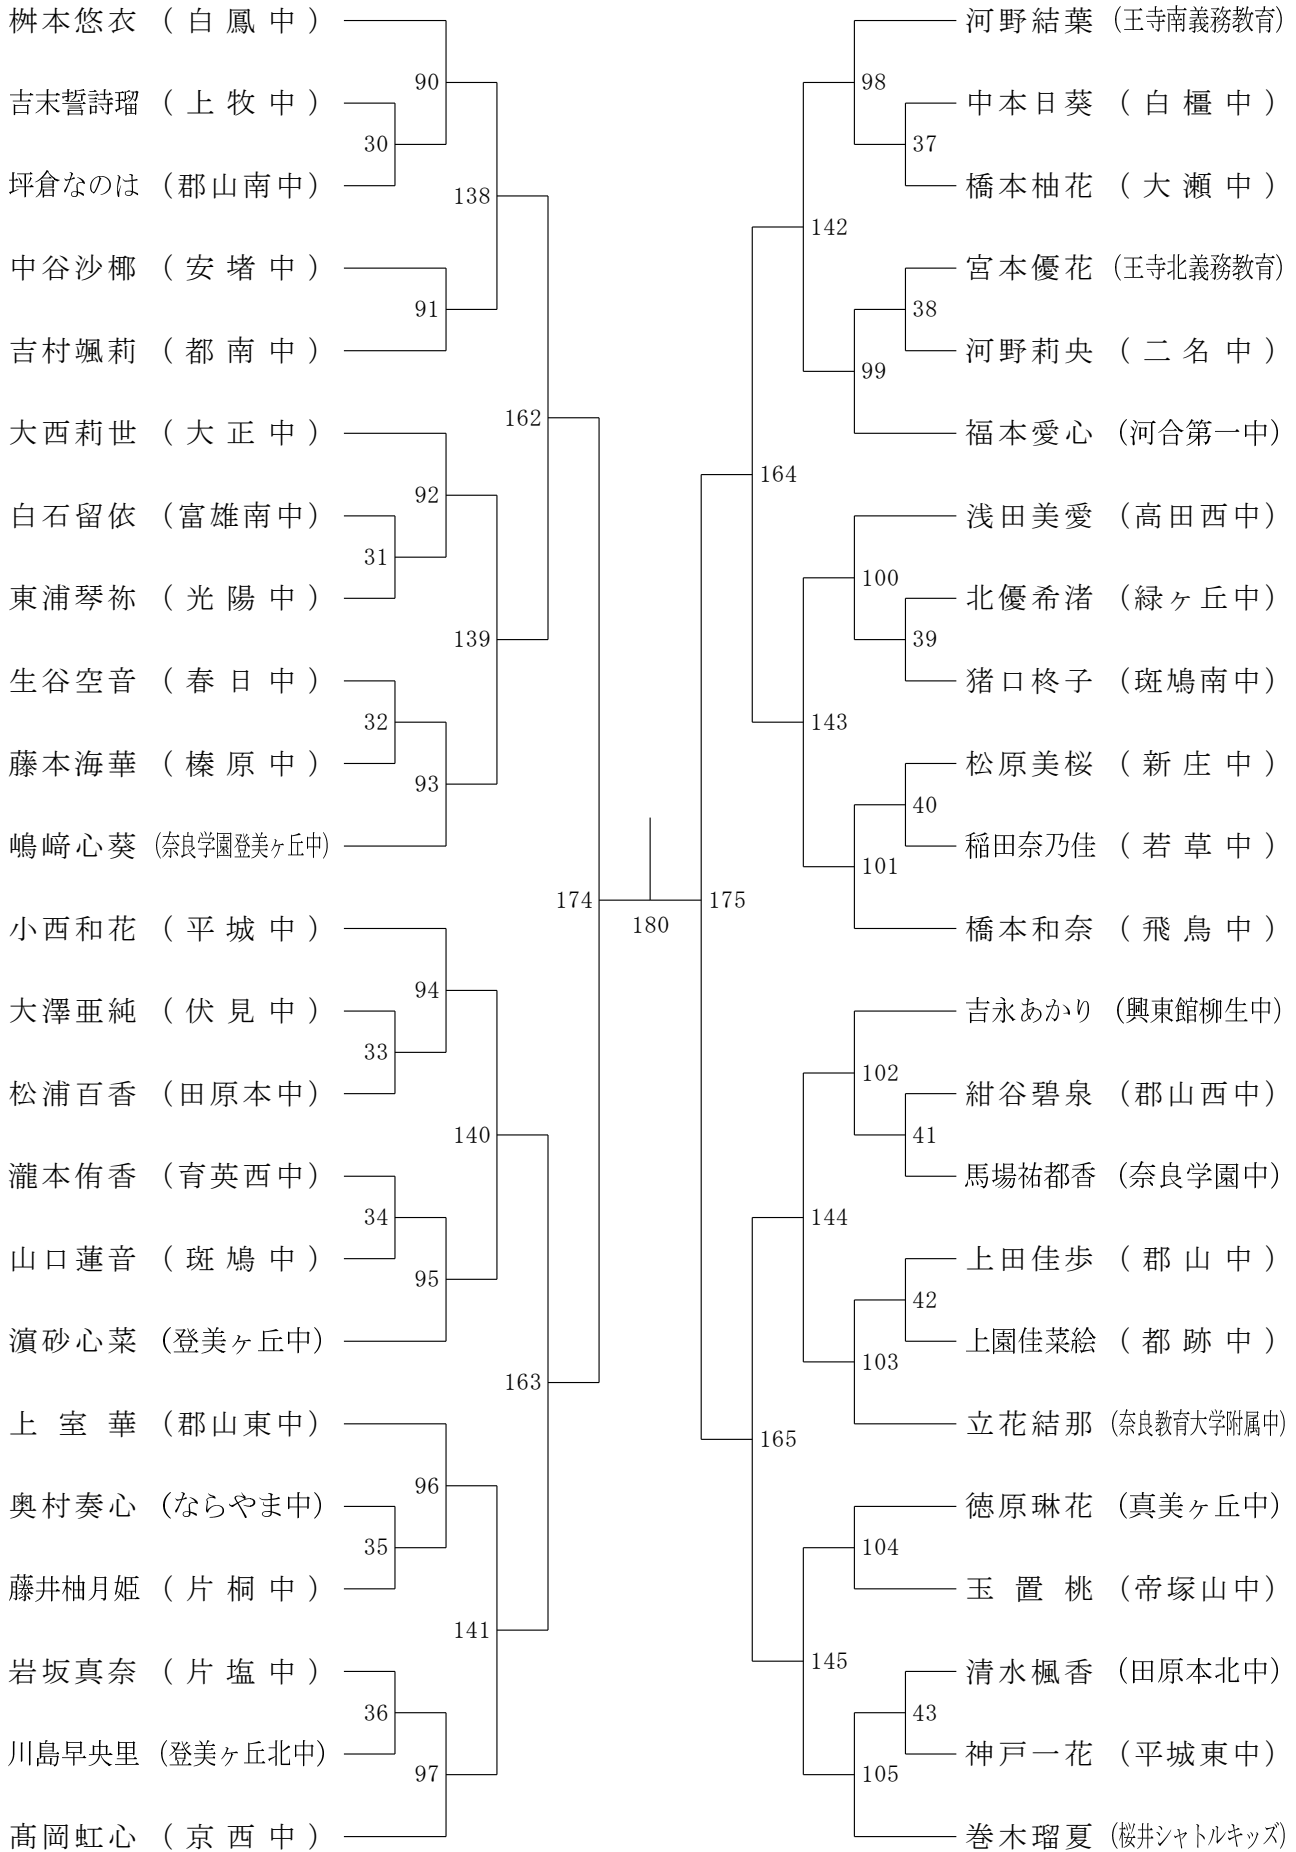 桝本悠衣 (白鳳中)
吉末誓詩瑠 (上牧中)
坪倉なのは (郡山南中)
中谷沙椰 (安堵中)
吉村颯莉 (都南中)
大西莉世 (大正中)
白石留依 (富雄南中)
東浦琴祢 (光陽中)
生谷空音 (春日中)
藤本海華 (榛原中)
嶋﨑心葵 (奈良学園登美ヶ丘中)
小西和花 (平城中)
大澤亜純 (伏見中)
松浦百香 (田原本中)
瀧本侑香 (育英西中)
山口蓮音 (斑鳩中)
濵砂心菜 (登美ヶ丘中)
上室華 (郡山東中)
奥村奏心 (ならやま中)
藤井柚月姫 (片桐中)
岩坂真奈 (片塩中)
川島早央里 (登美ヶ丘北中)
髙岡虹心 (京西中)
30
31
32
33
34
35
36
90
91
92
93
94
95
96
97
138
139
140
141
162
163
174
180
175
164
165
142
143
144
145
98
99
100
101
102
103
104
105
37
38
39
40
41
42
43
河野結葉 (王寺南義務教育)
中本日葵 (白橿中)
橋本柚花 (大瀬中)
宮本優花 (王寺北義務教育)
河野莉央 (二名中)
福本愛心 (河合第一中)
浅田美愛 (高田西中)
北優希渚 (緑ヶ丘中)
猪口柊子 (斑鳩南中)
松原美桜 (新庄中)
稲田奈乃佳 (若草中)
橋本和奈 (飛鳥中)
吉永あかり (興東館柳生中)
紺谷碧泉 (郡山西中)
馬場祐都香 (奈良学園中)
上田佳歩 (郡山中)
上園佳菜絵 (都跡中)
立花結那 (奈良教育大学附属中)
徳原琳花 (真美ヶ丘中)
玉置桃 (帝塚山中)
清水楓香 (田原本北中)
神戸一花 (平城東中)
巻木瑠夏 (桜井シャトルキッズ)